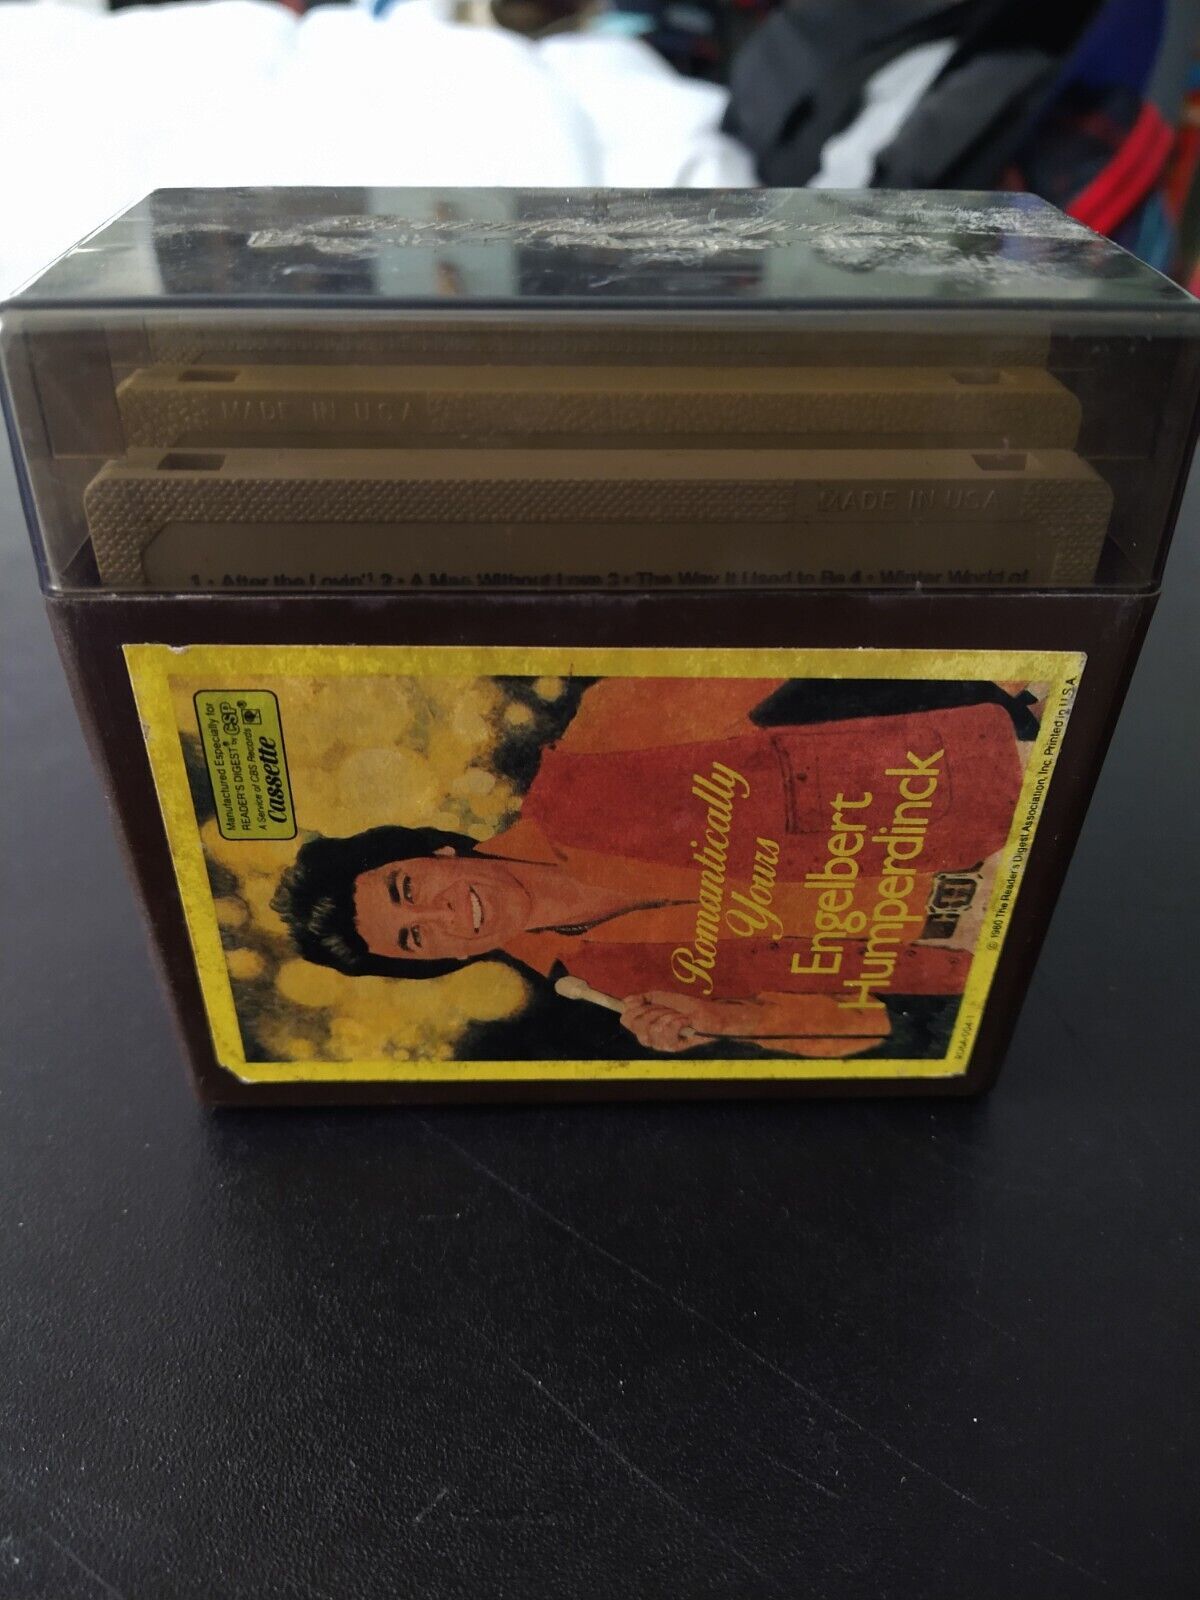 MADE IN U.S.A
MADE IN USA
1 • After the Lovin' 2 • A Man Without Love 3 • The Way It Used to Be 4 • Winter World of
Manufactured Especially for
READER'S DIGEST by CSP
A Service of CBS Records
Cassette
Romantically
Yours
Engelbert
Humperdinck
© 1980 The Reader's Digest Association, Inc. Printed in U.S.A.